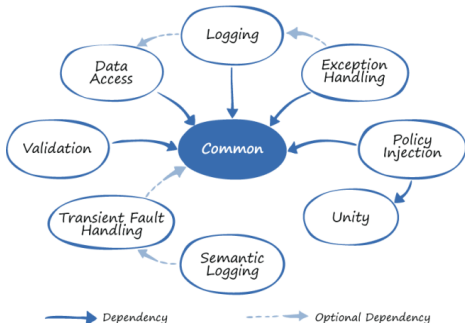 Logging
Data
Access
Exception
Handling
Validation
Common
Policy
Injection
Transient Fault
Handling
Unity
Semantic
Logging
Dependency
Optional Dependency